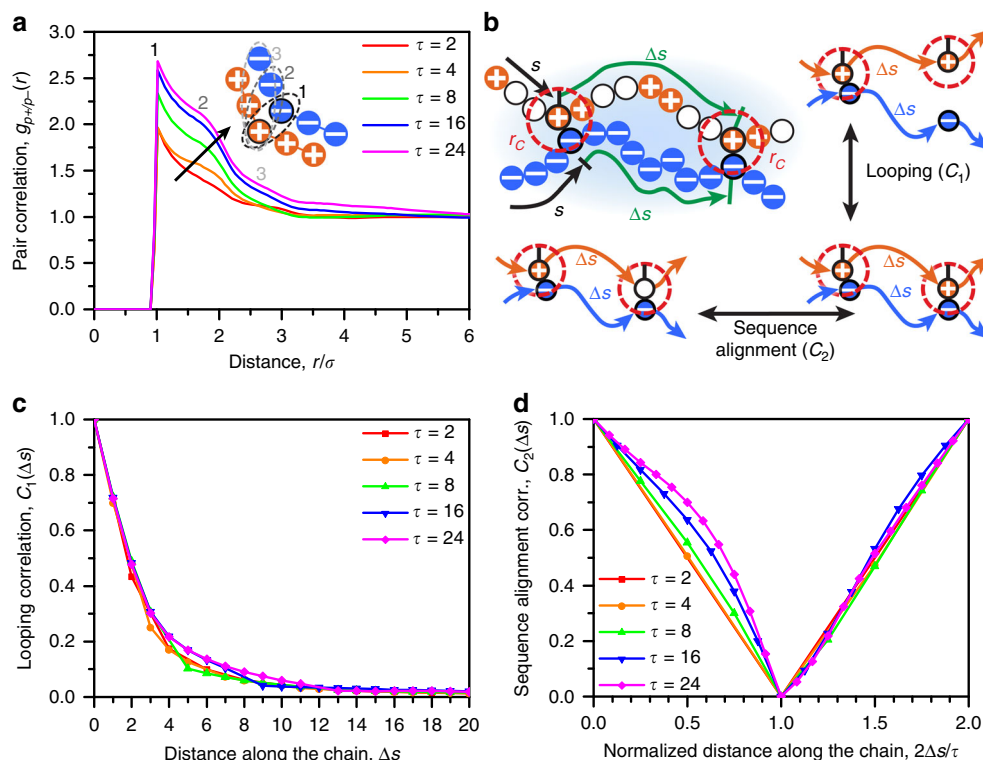 a
Pair correlation, g_{p+/p–}(r)
3.0
2.5
2.0
1.5
1.0
0.5
0.0
0 1 2 3 4 5 6
Distance, r/σ
1
2
3
3
2
1
+ + + + +
– – – – –
τ = 2
τ = 4
τ = 8
τ = 16
τ = 24
b
s
Δs
r_C
r_C
s
Δs
Δs
Δs
Looping (C₁)
Δs
Δs
Sequence
alignment (C₂)
Δs
Δs
c
Looping correlation, C₁(Δs)
1.0
0.8
0.6
0.4
0.2
0.0
0 2 4 6 8 10 12 14 16 18 20
Distance along the chain, Δs
τ = 2
τ = 4
τ = 8
τ = 16
τ = 24
d
Sequence alignment corr., C₂(Δs)
1.0
0.8
0.6
0.4
0.2
0.0
0.0 0.5 1.0 1.5 2.0
Normalized distance along the chain, 2Δs/τ
τ = 2
τ = 4
τ = 8
τ = 16
τ = 24